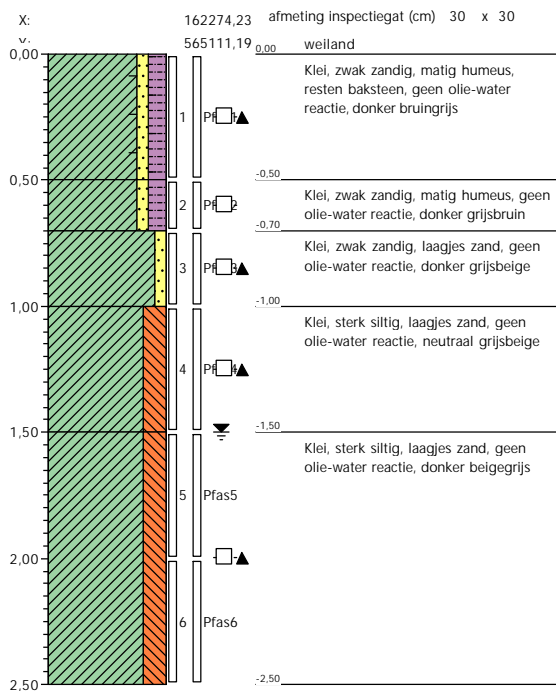 X: 162274,23 afmeting inspectiegat (cm) 30 x 30
565111,19
0,00 0,00 weiland
Klei, zwak zandig, matig humeus,
resten baksteen, geen olie-water
reactie, donker bruingrijs
1
0,50 -0,50
Klei, zwak zandig, matig humeus, geen
olie-water reactie, donker grijsbruin
2
-0,70
Klei, zwak zandig, laagjes zand, geen
olie-water reactie, donker grijsbeige
3
1,00 -1,00
Klei, sterk siltig, laagjes zand, geen
olie-water reactie, neutraal grijsbeige
4
1,50 -1,50
Klei, sterk siltig, laagjes zand, geen
olie-water reactie, donker beigegrijs
5 Pfas5
2,00
6 Pfas6
2,50 -2,50